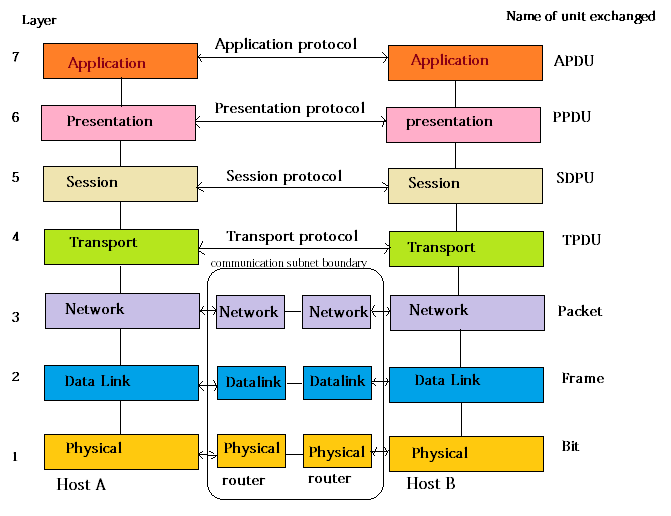 Layer
Name of unit exchanged
7
Application
Application protocol
Application
APDU
6
Presentation
Presentation protocol
presentation
PPDU
5
Session
Session protocol
Session
SDPU
4
Transport
Transport protocol
Transport
TPDU
communication subnet boundary
3
Network
Network
Network
Network
Packet
2
Data Link
Datalink
Datalink
Data Link
Frame
1
Physical
Physical
Physical
Physical
Bit
Host A
router
router
Host B